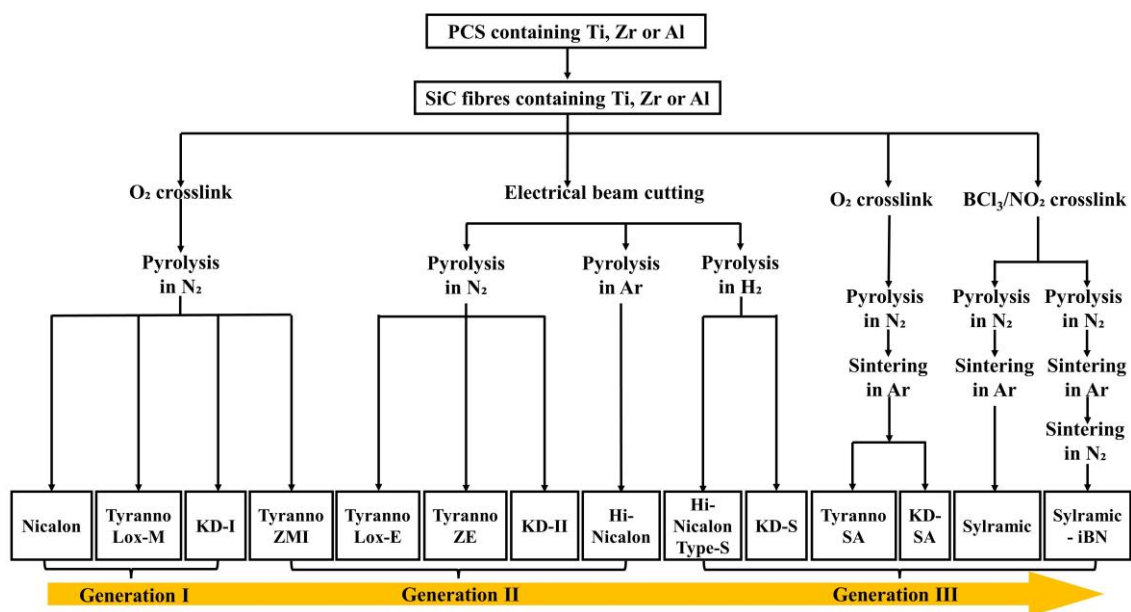 PCS containing Ti, Zr or Al
SiC fibres containing Ti, Zr or Al
O₂ crosslink
Electrical beam cutting
O₂ crosslink
BCl₃/NO₂ crosslink
Pyrolysis
in N₂
Pyrolysis
in N₂
Pyrolysis
in Ar
Pyrolysis
in H₂
Pyrolysis
in N₂
Sintering
in Ar
Pyrolysis
in N₂
Sintering
in Ar
Pyrolysis
in N₂
Sintering
in Ar
Sintering
in N₂
Nicalon
Tyranno
Lox-M
KD-I
Tyranno
ZMI
Tyranno
Lox-E
Tyranno
ZE
KD-II
Hi-
Nicalon
Hi-
Nicalon
Type-S
KD-S
Tyranno
SA
KD-
SA
Sylramic
Sylramic
- iBN
Generation I
Generation II
Generation III